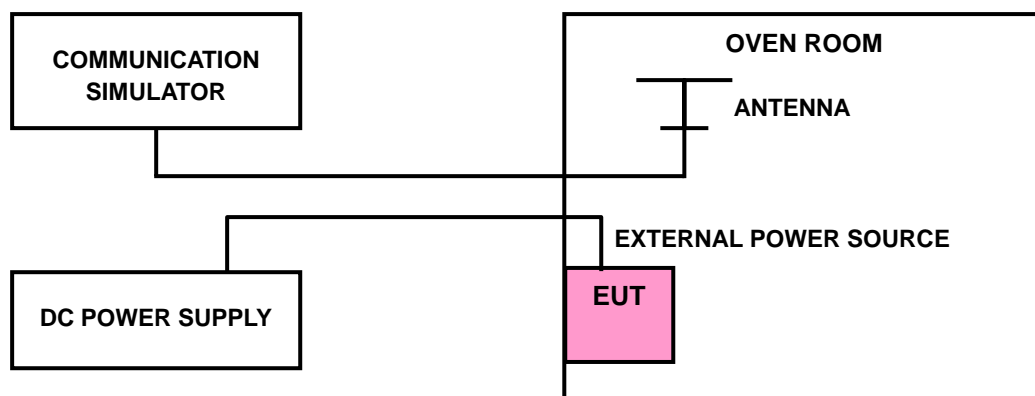 COMMUNICATION
SIMULATOR
OVEN ROOM
ANTENNA
EXTERNAL POWER SOURCE
EUT
DC POWER SUPPLY